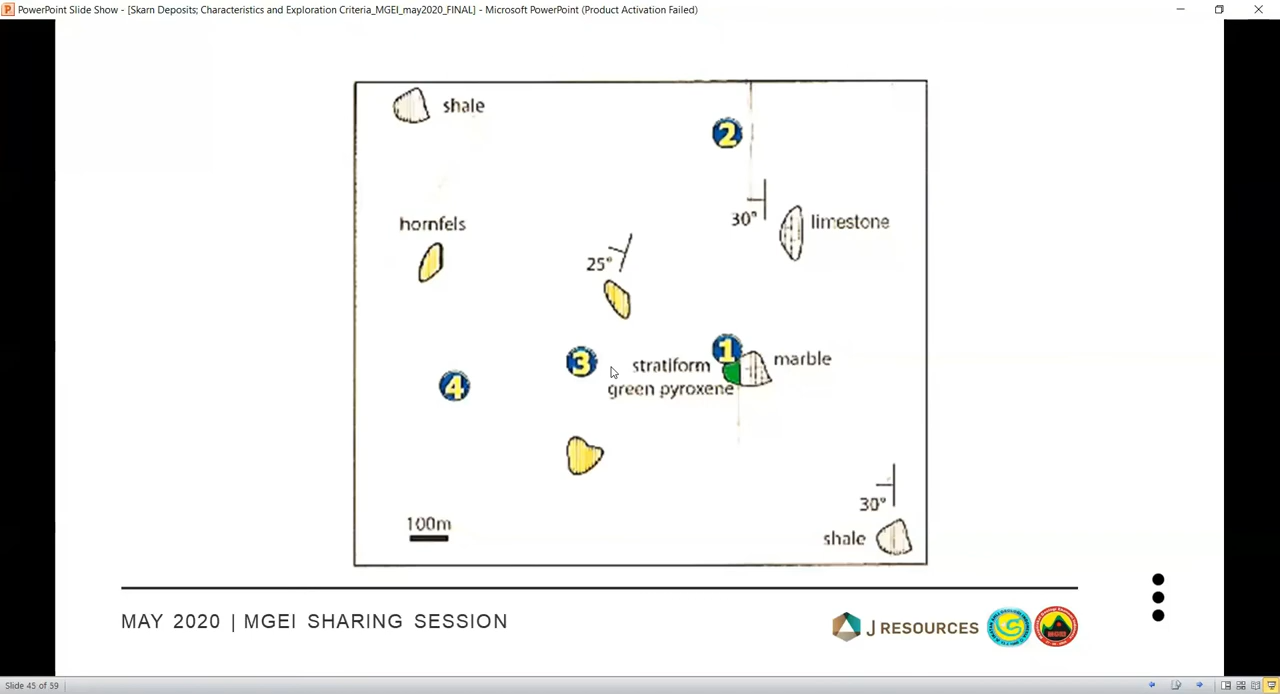 PowerPoint Slide Show - [Skarn Deposits; Characteristics and Exploration Criteria_MGEI_may2020_FINAL] - Microsoft PowerPoint (Product Activation Failed)
shale
2
hornfels
30°
limestone
25°
1
marble
3
stratiform
green pyroxene
4
30°
100m
shale
MAY 2020 | MGEI SHARING SESSION
J RESOURCES
Slide 45 of 59